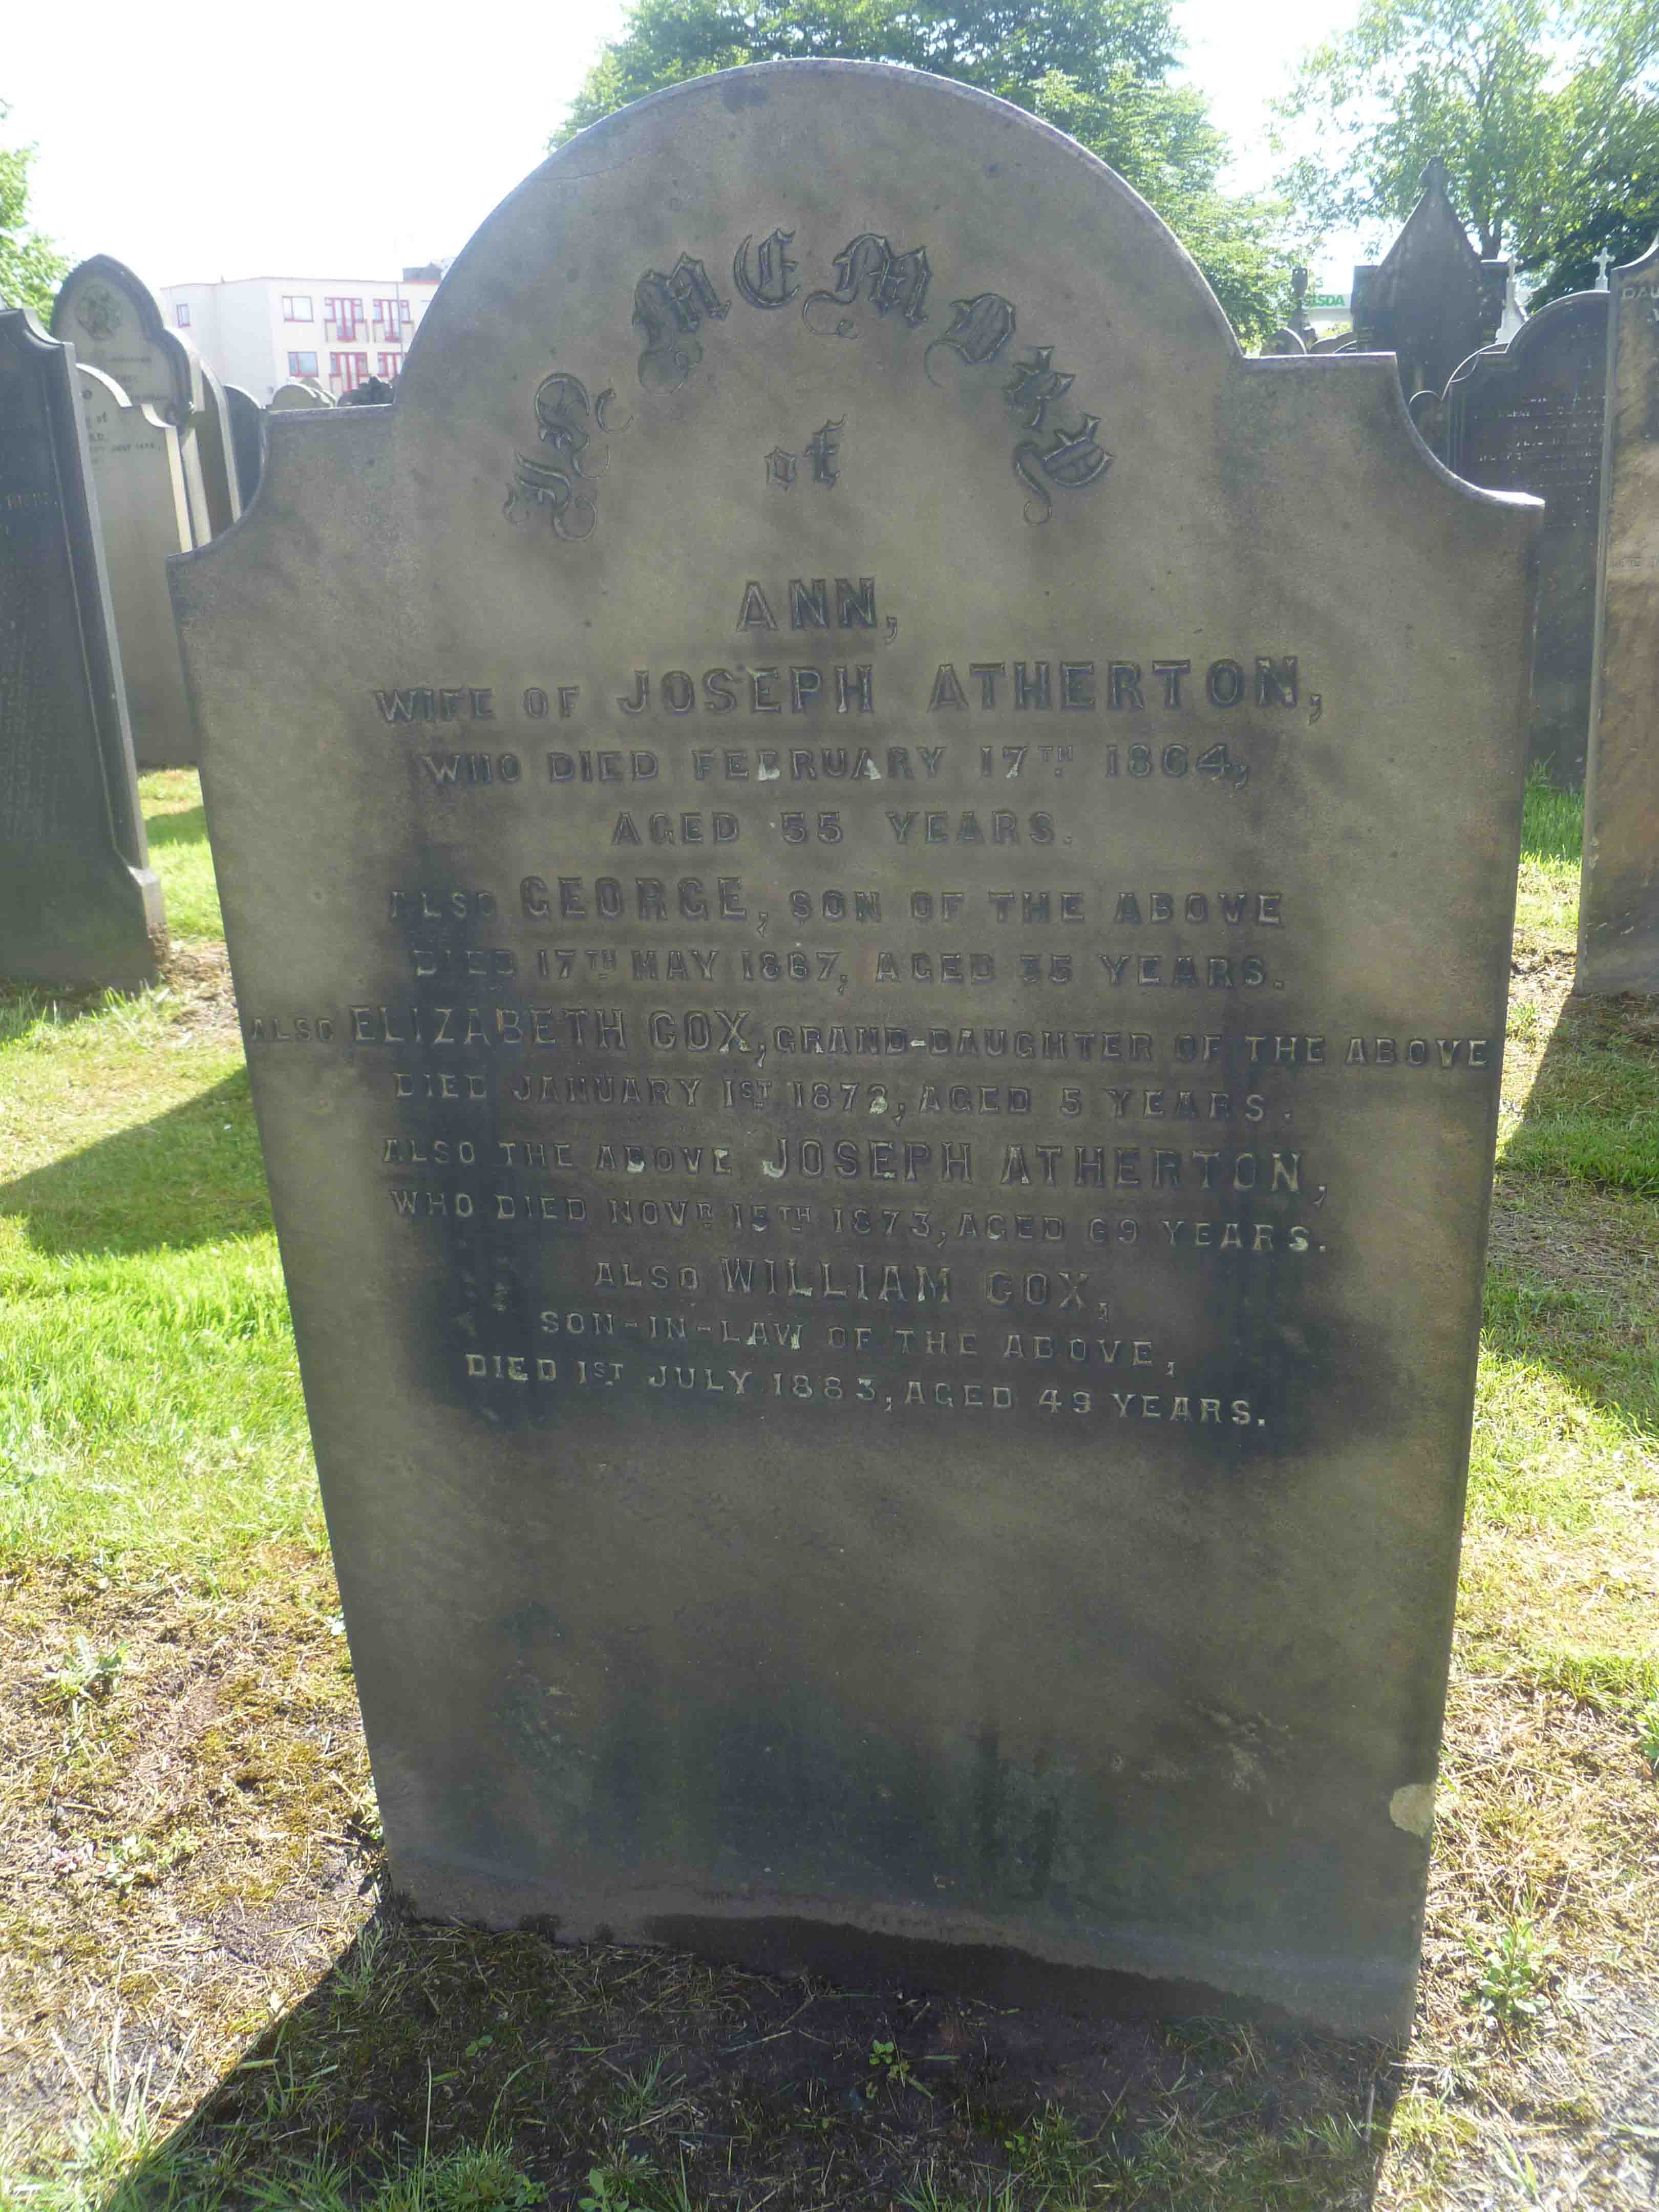 In Memory
of
ANN,
WIFE OF JOSEPH ATHERTON,
WHO DIED FEBRUARY 17TH 1864,
AGED 55 YEARS.
ALSO GEORGE, SON OF THE ABOVE
DIED 17TH MAY 1867, AGED 35 YEARS.
ALSO ELIZABETH COX, GRAND-DAUGHTER OF THE ABOVE
DIED JANUARY 1ST 1872, AGED 5 YEARS.
ALSO THE ABOVE JOSEPH ATHERTON,
WHO DIED NOVR 15TH 1873, AGED 69 YEARS.
ALSO WILLIAM COX,
SON-IN-LAW OF THE ABOVE,
DIED 1ST JULY 1883, AGED 49 YEARS.